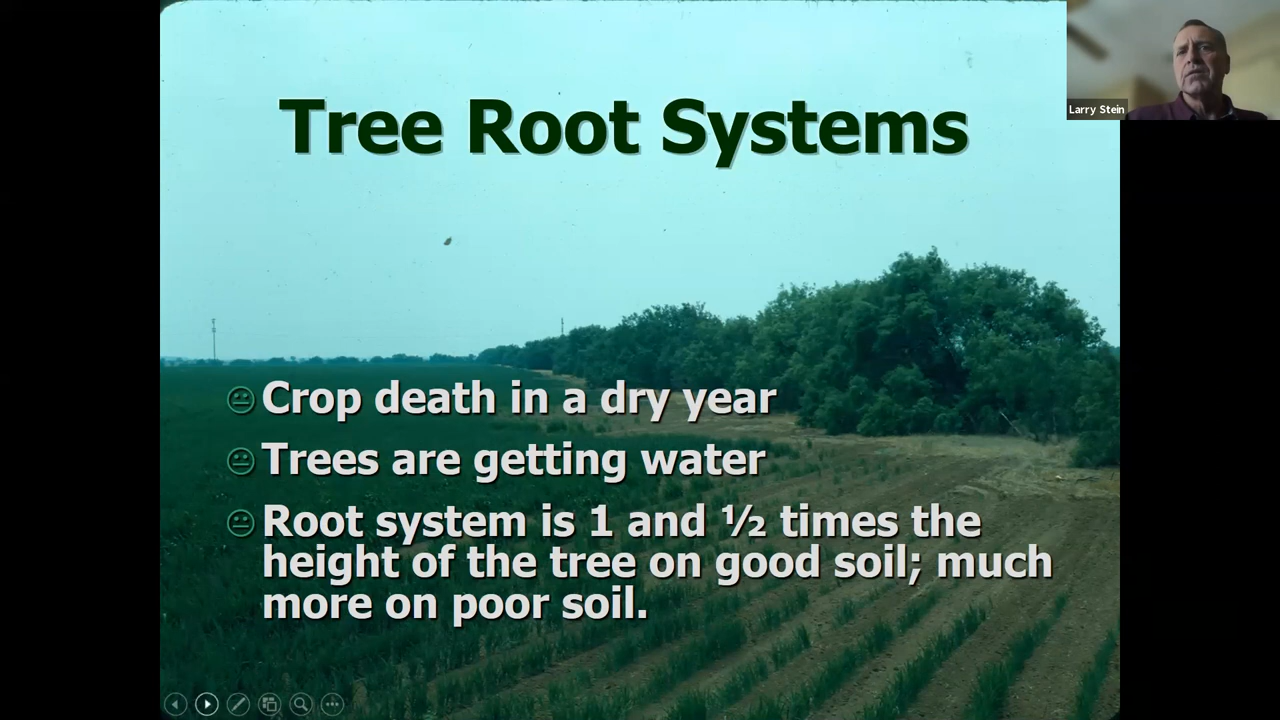 Larry Stein
Tree Root Systems
Crop death in a dry year
Trees are getting water
Root system is 1 and ½ times the
height of the tree on good soil; much
more on poor soil.